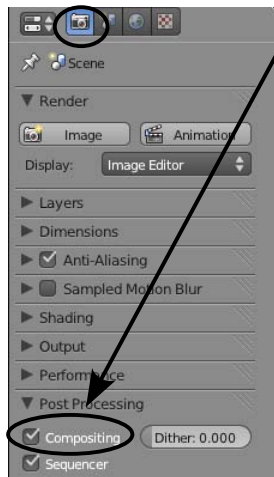 Scene
Render
Image Animation
Display: Image Editor
Layers
Dimensions
Anti-Aliasing
Sampled Motion Blur
Shading
Output
Performance
Post Processing
Compositing Dither: 0.000
Sequencer